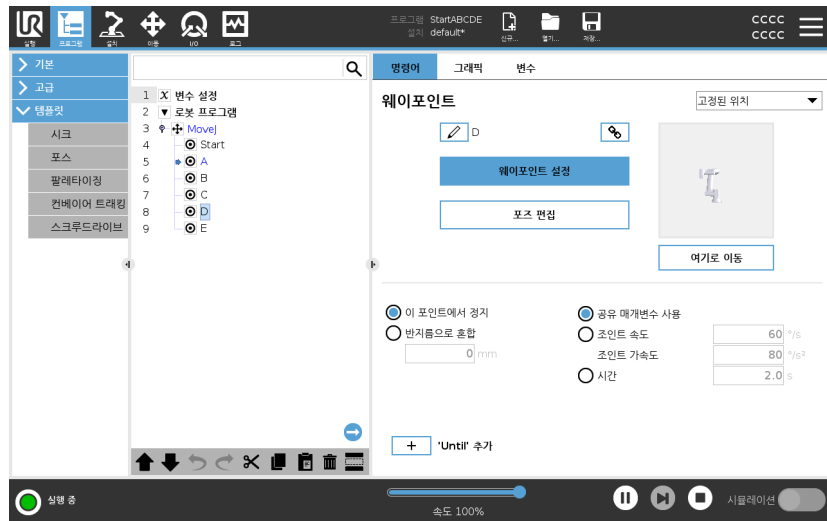 UR
실행
프로그램
설치
이동
I/O
로그
프로그램 StartABCDE
설치 default*
신규...
열기...
저장...
cccc
cccc
기본
고급
템플릿
시크
포스
팔레타이징
컨베이어 트래킹
스크루드라이브
1 X 변수 설정
2 로봇 프로그램
3 MoveJ
4 Start
5 A
6 B
7 C
8 D
9 E
명령어 그래픽 변수
웨이포인트
고정된 위치
D
웨이포인트 설정
포즈 편집
여기로 이동
이 포인트에서 정지
반지름으로 혼합
0 mm
공유 매개변수 사용
조인트 속도 60 °/s
조인트 가속도 80 °/s²
시간 2.0 s
+ 'Until' 추가
실행 중
속도 100%
시뮬레이션